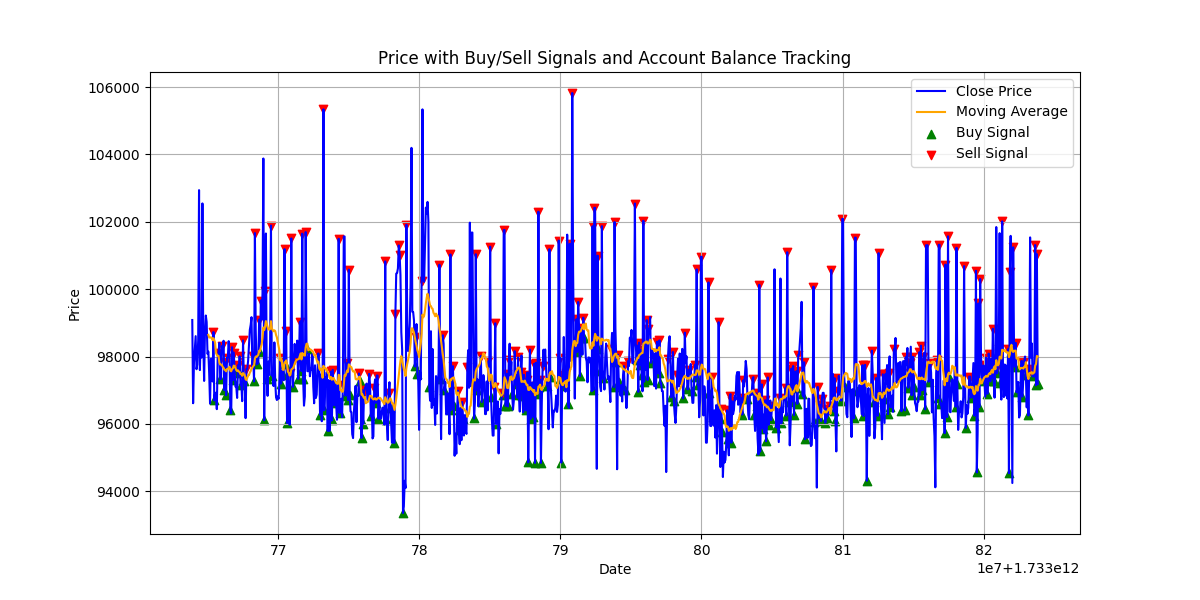 Price with Buy/Sell Signals and Account Balance Tracking
106000
104000
102000
100000
98000
96000
94000
Price
Close Price
Moving Average
Buy Signal
Sell Signal
77
78
79
80
81
82
1e7+1.733e12
Date